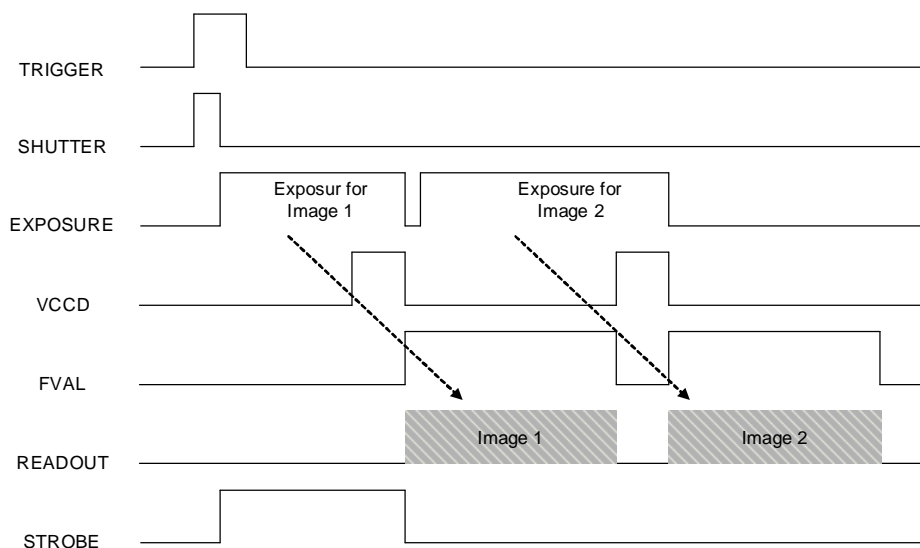 TRIGGER
SHUTTER
EXPOSURE
Exposur for
Image 1
Exposure for
Image 2
VCCD
FVAL
READOUT
Image 1
Image 2
STROBE